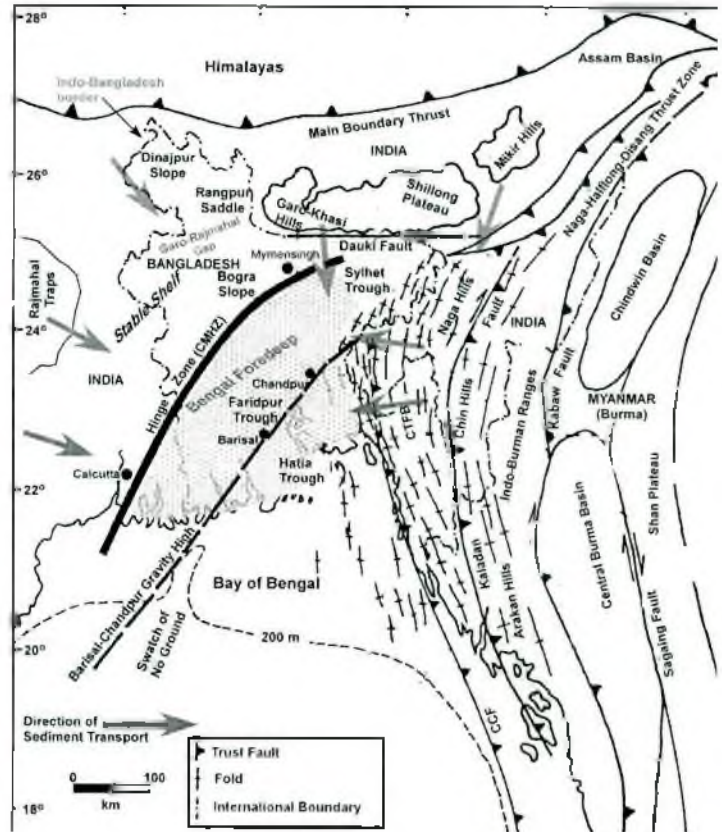 28°
Himalayas
Assam Basin
Indo-Bangladesh
border
Main Boundary Thrust
Naga-Halflong-Disang Thrust Zone
INDIA
Mikir Hills
Dinajpur
Slope
26°
Rangpur
Saddle
Shillong
Plateau
Garo-Khasi
Hills
Garo-Rajmahal
Gap
Dauki Fault
BANGLADESH
Mymensingh
Bogra
Slope
Sylhet
Trough
Rajmahal
Traps
Stable Shelf
Naga Hills
Fault
INDIA
Chindwin Basin
24°
Hinge Zone (CMHZ)
Bengal Foredeep
INDIA
Chandpur
Faridpur
Trough
Barisal
CTFB
Chin Hills
Indo-Burman Ranges
Kabaw Fault
MYANMAR
(Burma)
Calcutta
Hatia
Trough
22°
Shan Plateau
Central Burma Basin
Barisal-Chandpur Gravity High
Bay of Bengal
Kaladan
Arakan Hills
Sagaing Fault
Swatch of
No Ground
200 m
20°
CCF
Direction of
Sediment Transport
Trust Fault
Fold
International Boundary
0 100
km
18°